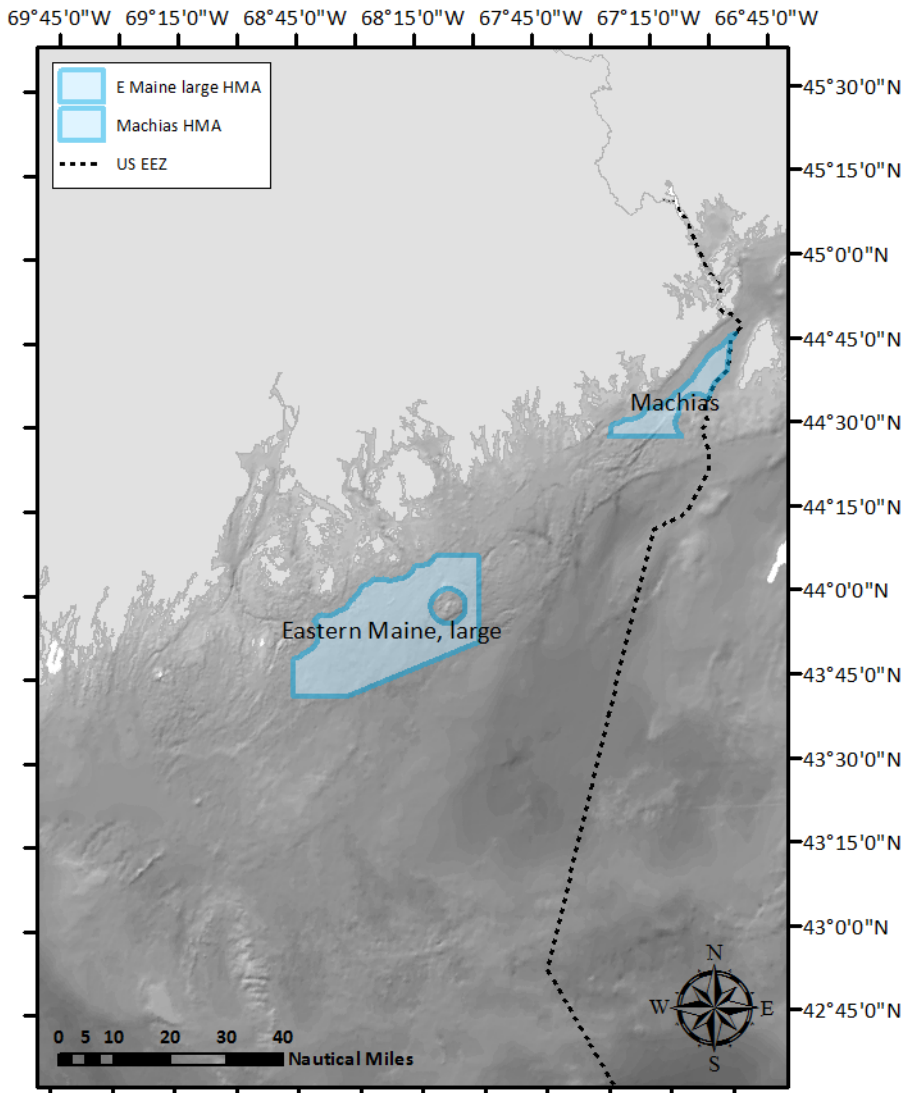 69°45'0"W 69°15'0"W 68°45'0"W 68°15'0"W 67°45'0"W 67°15'0"W 66°45'0"W
E Maine large HMA
Machias HMA
US EEZ
45°30'0"N
45°15'0"N
45°0'0"N
44°45'0"N
Machias
44°30'0"N
44°15'0"N
44°0'0"N
Eastern Maine, large
43°45'0"N
43°30'0"N
43°15'0"N
43°0'0"N
N
W E
S
42°45'0"N
0 5 10 20 30 40
Nautical Miles